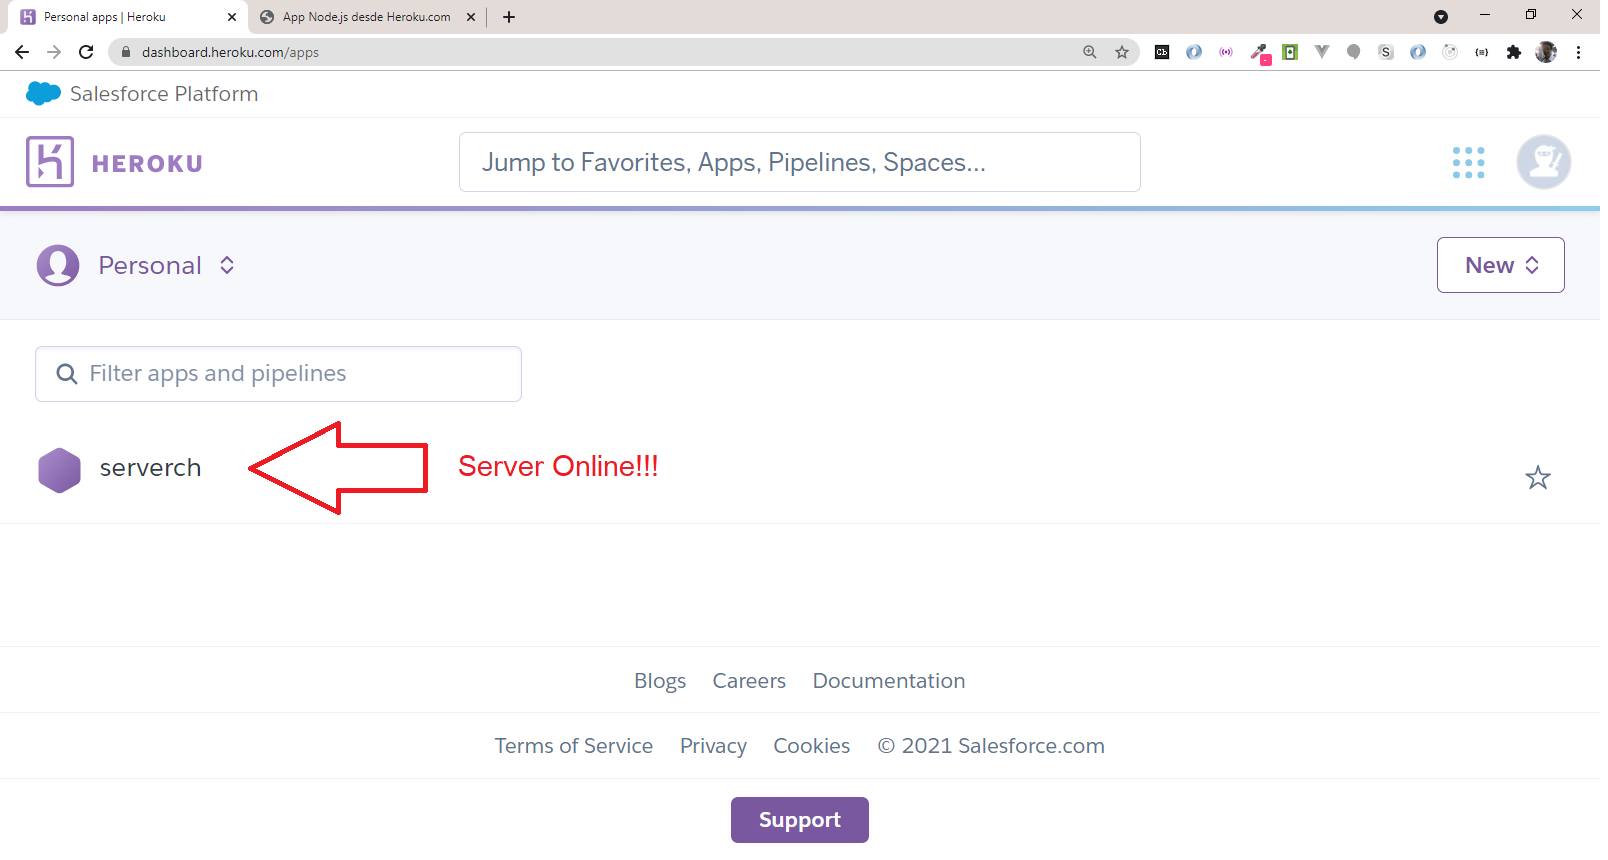 Personal apps | Heroku
App Node.js desde Heroku.com
dashboard.heroku.com/apps
Salesforce Platform
HEROKU
Jump to Favorites, Apps, Pipelines, Spaces...
Personal
New
Filter apps and pipelines
serverch
Server Online!!!
Blogs Careers Documentation
Terms of Service Privacy Cookies © 2021 Salesforce.com
Support